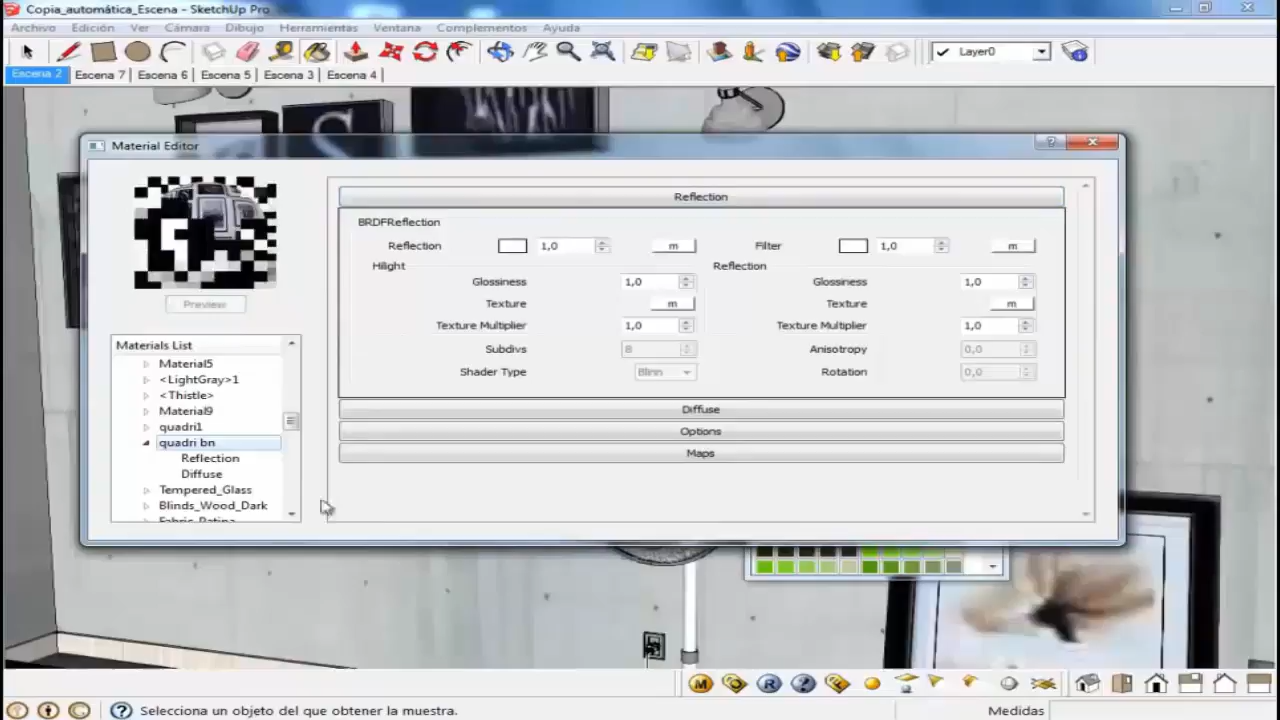 Copia_automática_Escena - SketchUp Pro
Archivo Edición Ver Cámara Dibujo Herramientas Ventana Complementos Ayuda
Layer0
Escena 2 Escena 7 Escena 6 Escena 5 Escena 3 Escena 4
S
Material Editor
?
Reflection
BRDFReflection
Reflection 1,0 m Filter 1,0 m
Hilight Reflection
Glossiness 1,0 Glossiness 1,0
Preview
Texture m Texture m
Texture Multiplier 1,0 Texture Multiplier 1,0
Subdivs 8 Anisotropy 0,0
Shader Type Blinn Rotation 0,0
Materials List
Material5
<LightGray>1
<Thistle>
Material9
quadri1
quadri bn
Reflection
Diffuse
Tempered_Glass
Blinds_Wood_Dark
Fabric_Patina
Diffuse
Options
Maps
M R
Selecciona un objeto del que obtener la muestra. Medidas